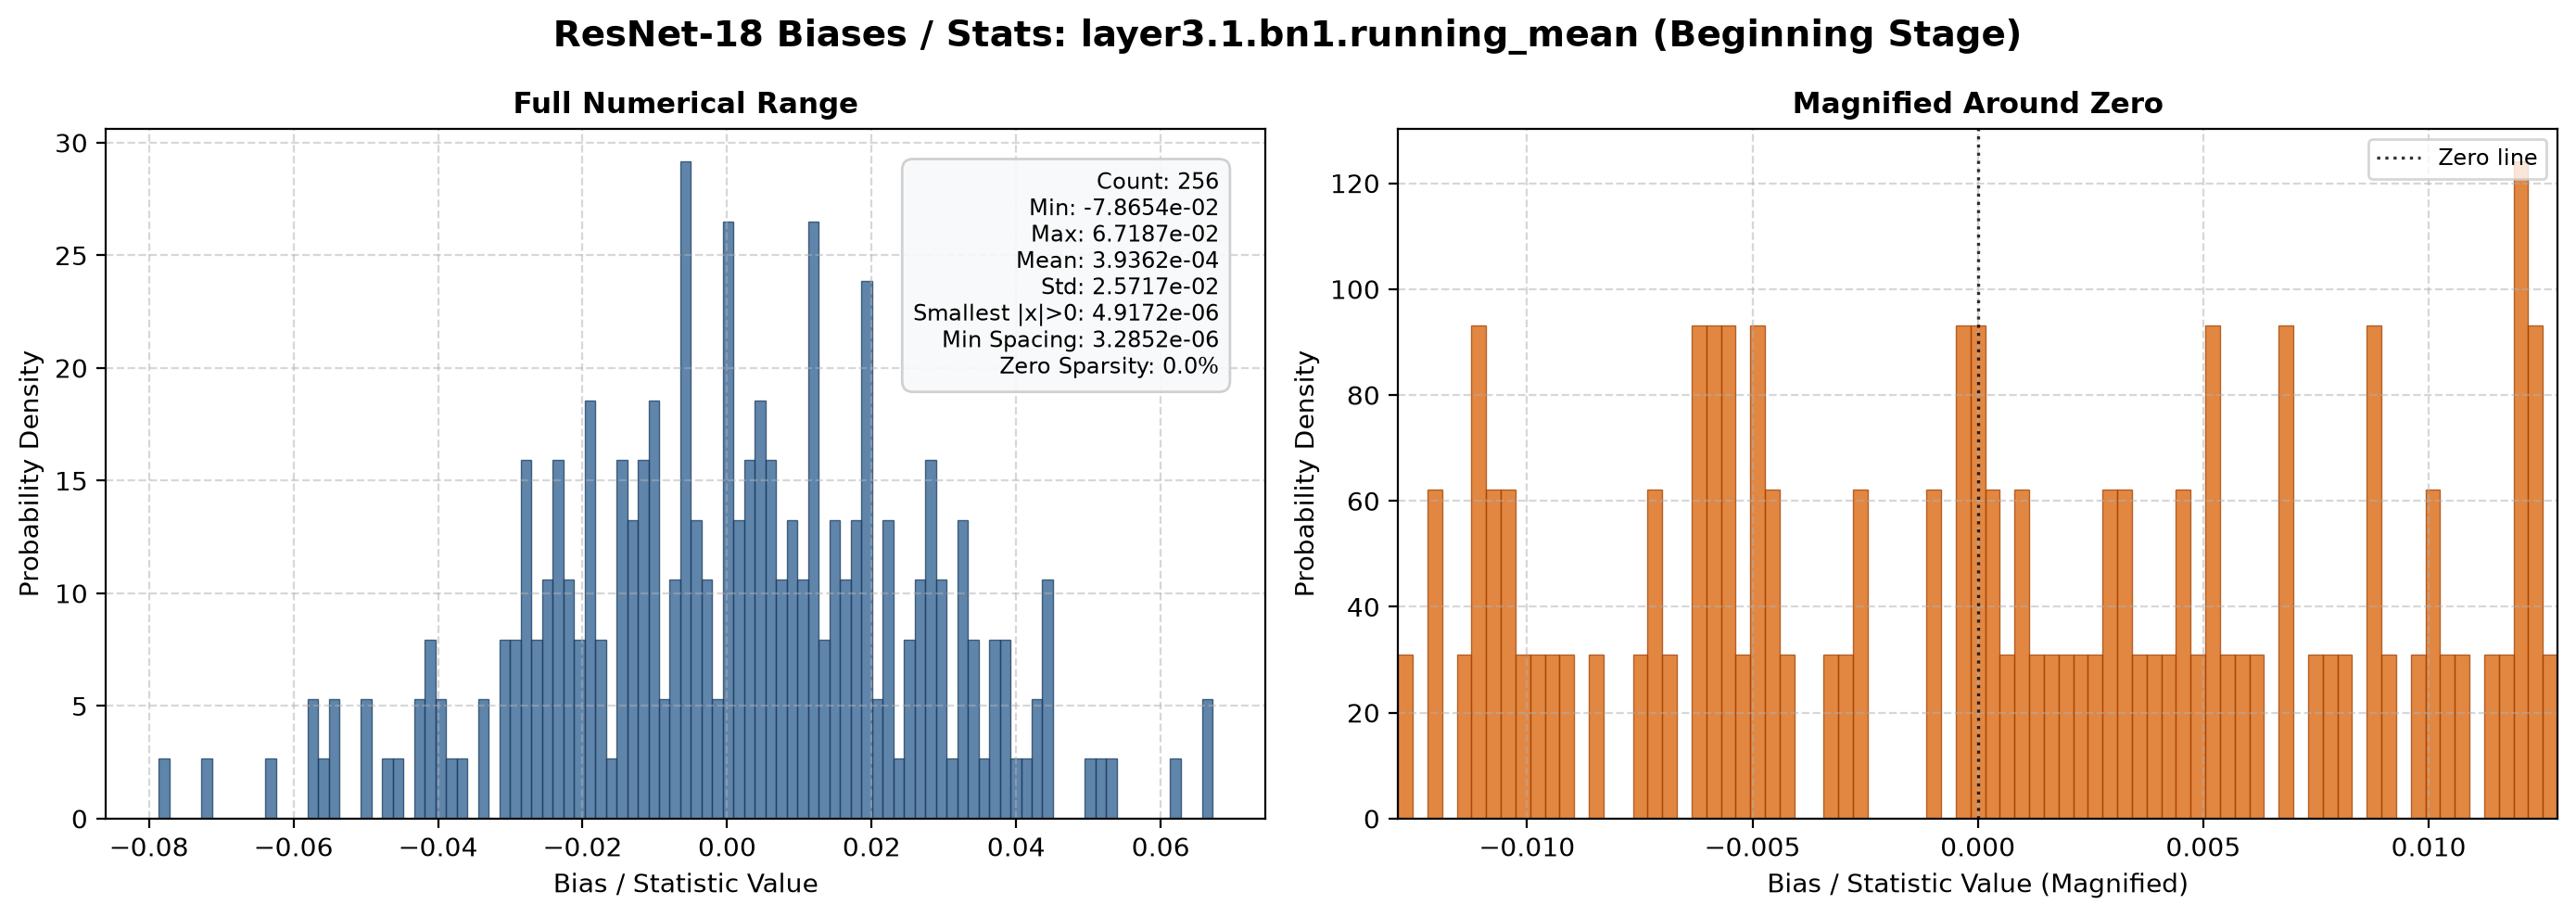 ResNet-18 Biases / Stats: layer3.1.bn1.running_mean (Beginning Stage)
Full Numerical Range
30
25
20
15
10
5
0
Probability Density
−0.08 −0.06 −0.04 −0.02 0.00 0.02 0.04 0.06
Bias / Statistic Value
Count: 256
Min: -7.8654e-02
Max: 6.7187e-02
Mean: 3.9362e-04
Std: 2.5717e-02
Smallest |x|>0: 4.9172e-06
Min Spacing: 3.2852e-06
Zero Sparsity: 0.0%
Magnified Around Zero
Zero line
120
100
80
60
40
20
0
Probability Density
−0.010 −0.005 0.000 0.005 0.010
Bias / Statistic Value (Magnified)